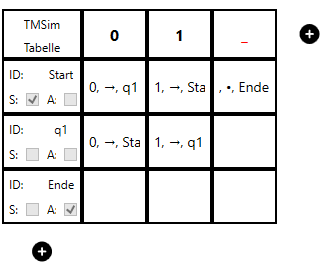 TMSim
Tabelle
0
1
_
ID: Start
S: A:
0, →, q1
1, →, Sta
, •, Ende
ID: q1
S: A:
0, →, Sta
1, →, q1
ID: Ende
S: A: